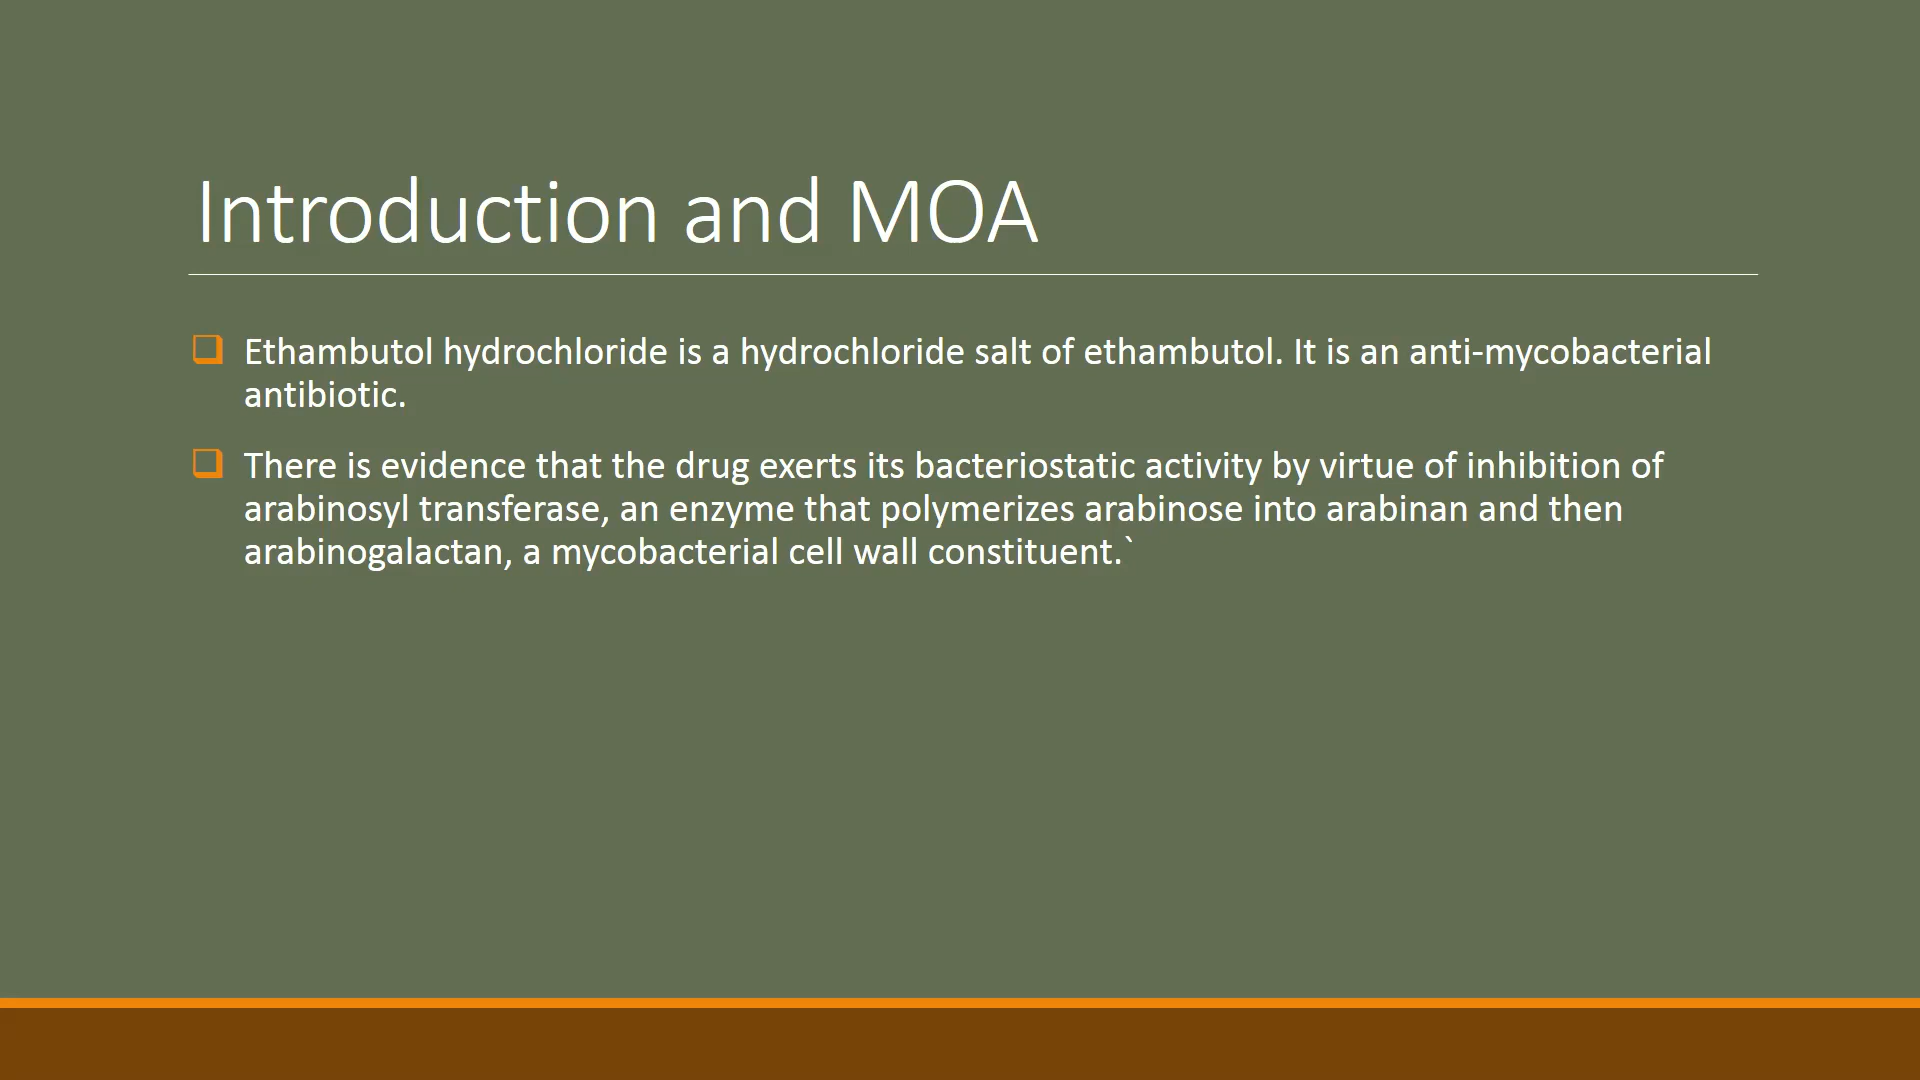 Introduction and MOA
Ethambutol hydrochloride is a hydrochloride salt of ethambutol. It is an anti-mycobacterial
antibiotic.
There is evidence that the drug exerts its bacteriostatic activity by virtue of inhibition of
arabinosyl transferase, an enzyme that polymerizes arabinose into arabinan and then
arabinogalactan, a mycobacterial cell wall constituent.`